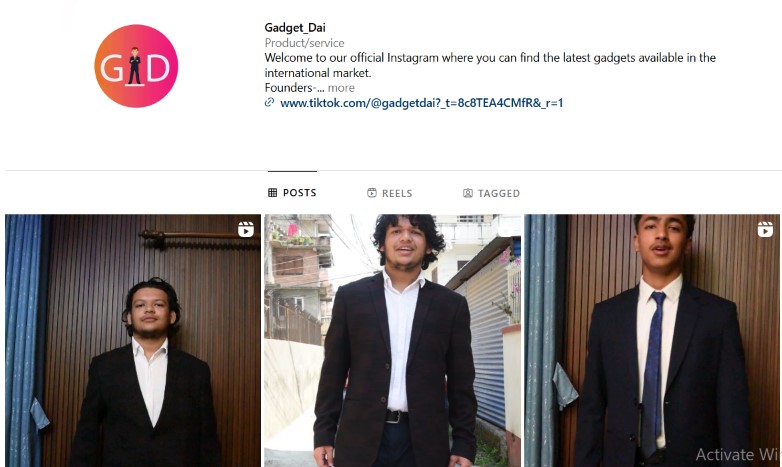 G D
Gadget_Dai
Product/service
Welcome to our official Instagram where you can find the latest gadgets available in the
international market.
Founders-... more
www.tiktok.com/@gadgetdai?_t=8c8TEA4CMfR&_r=1
POSTS
REELS
TAGGED
Activate Wi